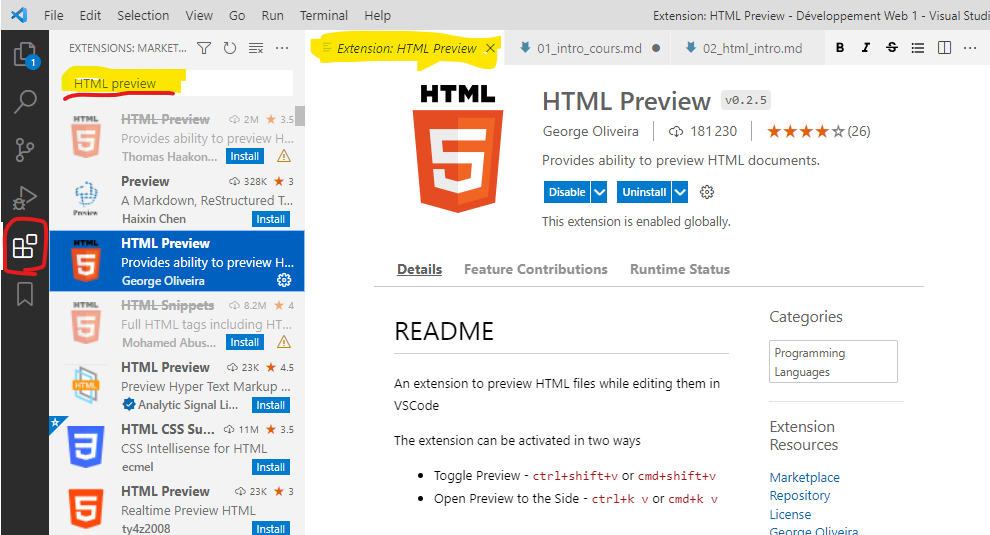 File Edit Selection View Go Run Terminal Help
Extension: HTML Preview - Développement Web 1 - Visual Studi
EXTENSIONS: MARKET...
Extension: HTML Preview
01_intro_cours.md
02_html_intro.md
B I S
1
HTML preview
HTML Preview 2M 3.5
Provides ability to preview H...
Thomas Haakon... Install
Preview 328K 3
A Markdown, ReStructured T...
Haixin Chen Install
Preview
HTML Preview
Provides ability to preview H...
George Oliveira
HTML Snippets 8.2M 4
Full HTML tags including HT...
Mohamed Abus... Install
HTML Preview 23K 4.5
Preview Hyper Text Markup ...
Analytic Signal Li... Install
HTML CSS Su... 11M 3.5
CSS Intellisense for HTML
ecmel Install
HTML Preview 23K 3
Realtime Preview HTML
ty4z2008 Install
HTML
5
HTML Preview v0.2.5
George Oliveira 181 230 (26)
Provides ability to preview HTML documents.
Disable Uninstall
This extension is enabled globally.
Details Feature Contributions Runtime Status
README
An extension to preview HTML files while editing them in
VSCode
The extension can be activated in two ways
Toggle Preview - ctrl+shift+v or cmd+shift+v
Open Preview to the Side - ctrl+k v or cmd+k v
Categories
Programming
Languages
Extension
Resources
Marketplace
Repository
License
George Oliveira